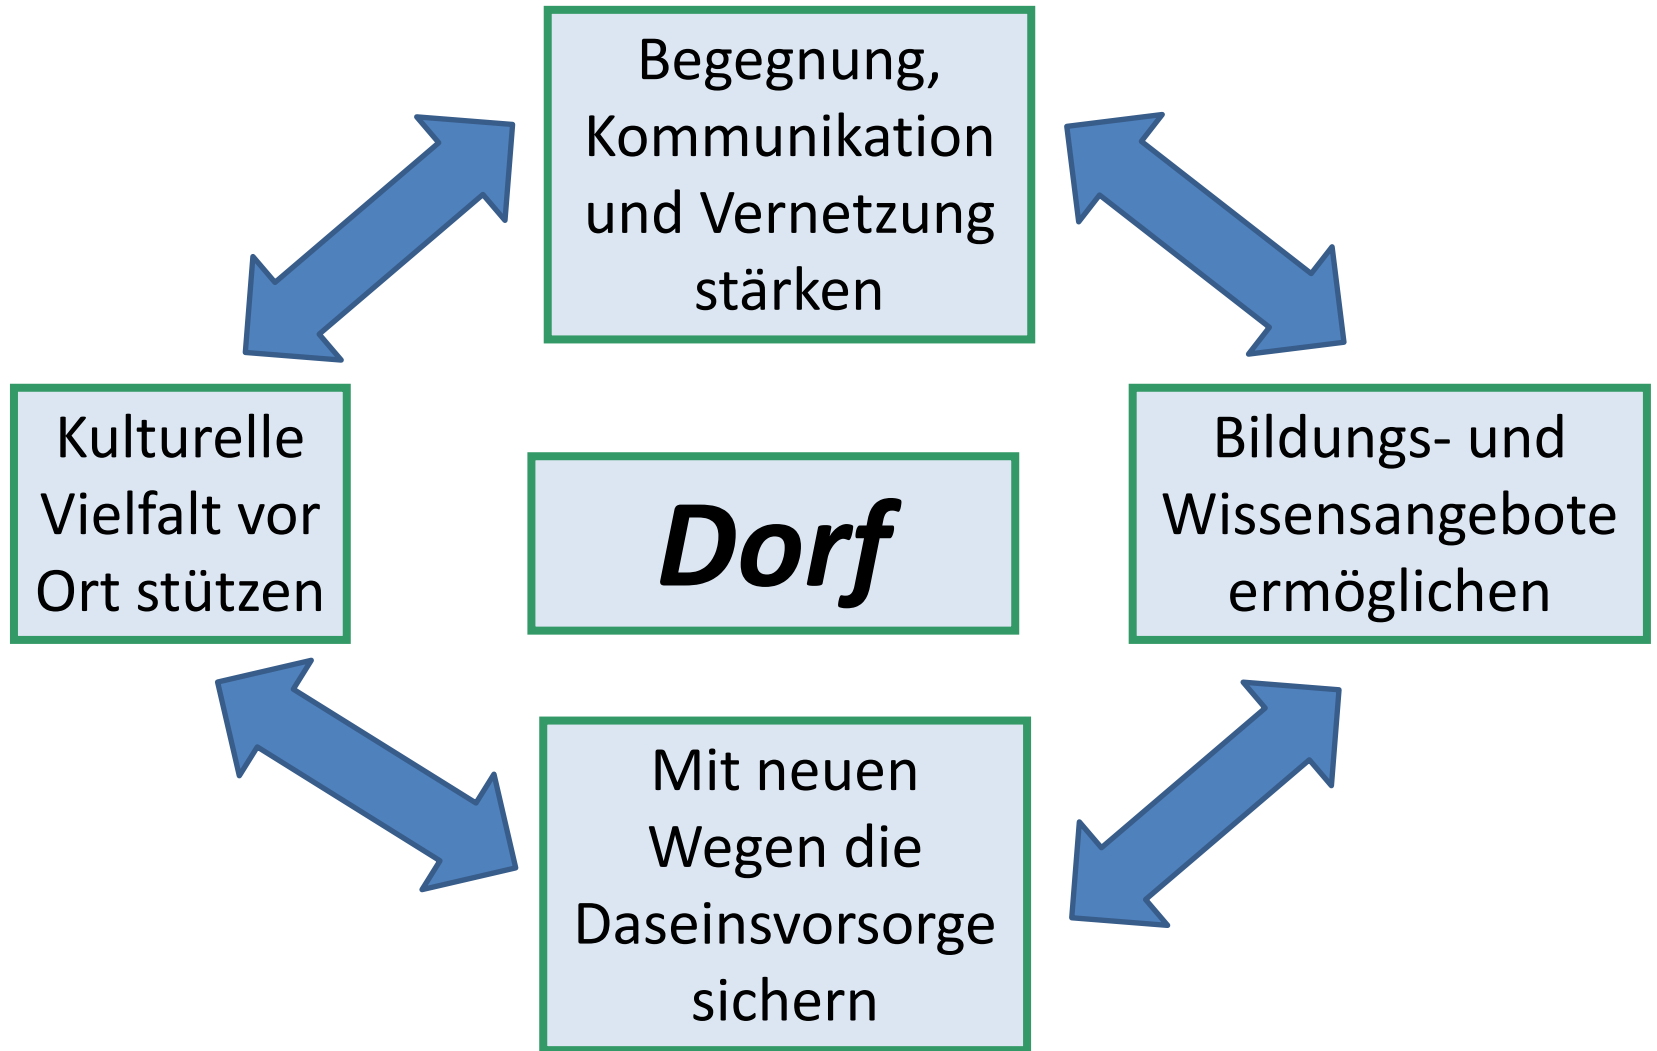 Begegnung,
Kommunikation
und Vernetzung
stärken
Kulturelle
Vielfalt vor
Ort stützen
Dorf
Bildungs- und
Wissensangebote
ermöglichen
Mit neuen
Wegen die
Daseinsvorsorge
sichern